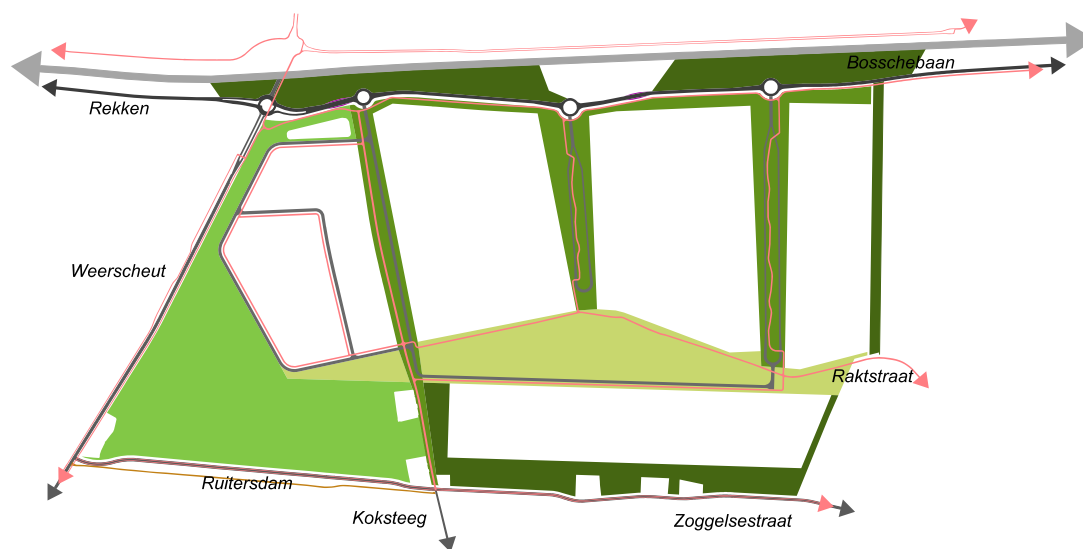 Bosschebaan
Rekken
Weerscheut
Raktstraat
Ruitersdam
Koksteeg
Zoggelsestraat